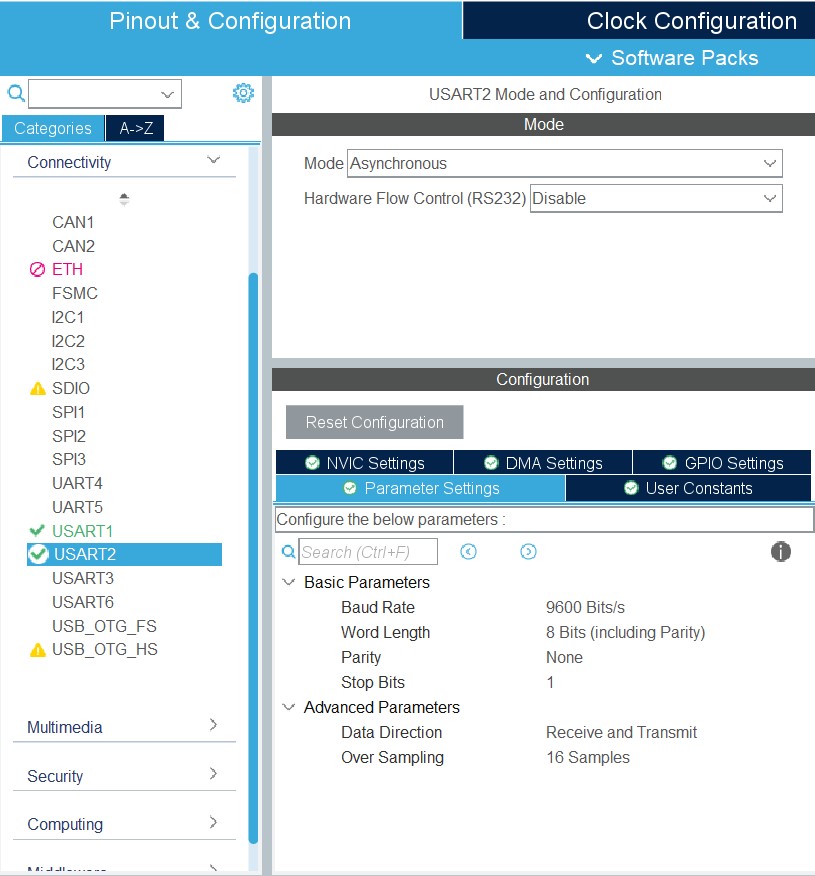 Pinout & Configuration
Clock Configuration
Software Packs
Categories
A->Z
Connectivity
CAN1
CAN2
ETH
FSMC
I2C1
I2C2
I2C3
SDIO
SPI1
SPI2
SPI3
UART4
UART5
USART1
USART2
USART3
USART6
USB_OTG_FS
USB_OTG_HS
Multimedia
Security
Computing
USART2 Mode and Configuration
Mode
Mode Asynchronous
Hardware Flow Control (RS232) Disable
Configuration
Reset Configuration
NVIC Settings
DMA Settings
GPIO Settings
Parameter Settings
User Constants
Configure the below parameters :
Search (Ctrl+F)
Basic Parameters
Baud Rate 9600 Bits/s
Word Length 8 Bits (including Parity)
Parity None
Stop Bits 1
Advanced Parameters
Data Direction Receive and Transmit
Over Sampling 16 Samples